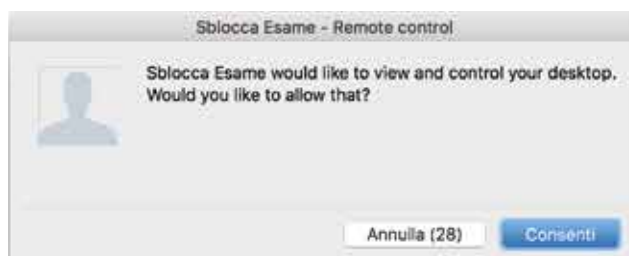 Sblocca Esame - Remote control
Sblocca Esame would like to view and control your desktop.
Would you like to allow that?
Annulla (28)
Consenti